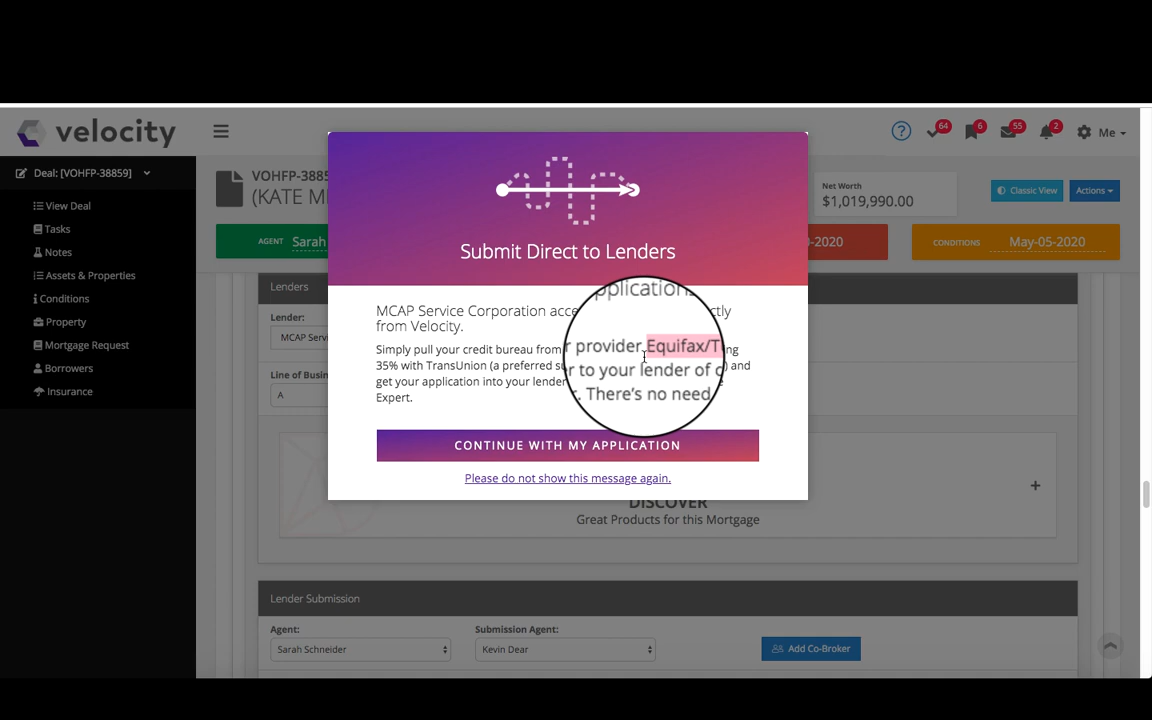 velocity
64
6
55
2
Me
Deal: [VOHFP-38859]
View Deal
Tasks
Notes
Assets & Properties
Conditions
Property
Mortgage Request
Borrowers
Insurance
VOHFP-3885
(KATE M
Net Worth
$1,019,990.00
Classic View
Actions
AGENT Sarah
-2020
CONDITIONS May-05-2020
Submit Direct to Lenders
Lenders
Lender:
MCAP Servi
Line of Busin
A
MCAP Service Corporation acce
ctly
from Velocity.
Simply pull your credit bureau from
ng
35% with TransUnion (a preferred su
) and
get your application into your lender
Expert.
pplications
r provider.Equifax/T
r to your lender of c
r. There's no need
CONTINUE WITH MY APPLICATION
Please do not show this message again.
DISCOVER
Great Products for this Mortgage
Lender Submission
Agent:
Submission Agent:
Sarah Schneider
Kevin Dear
Add Co-Broker